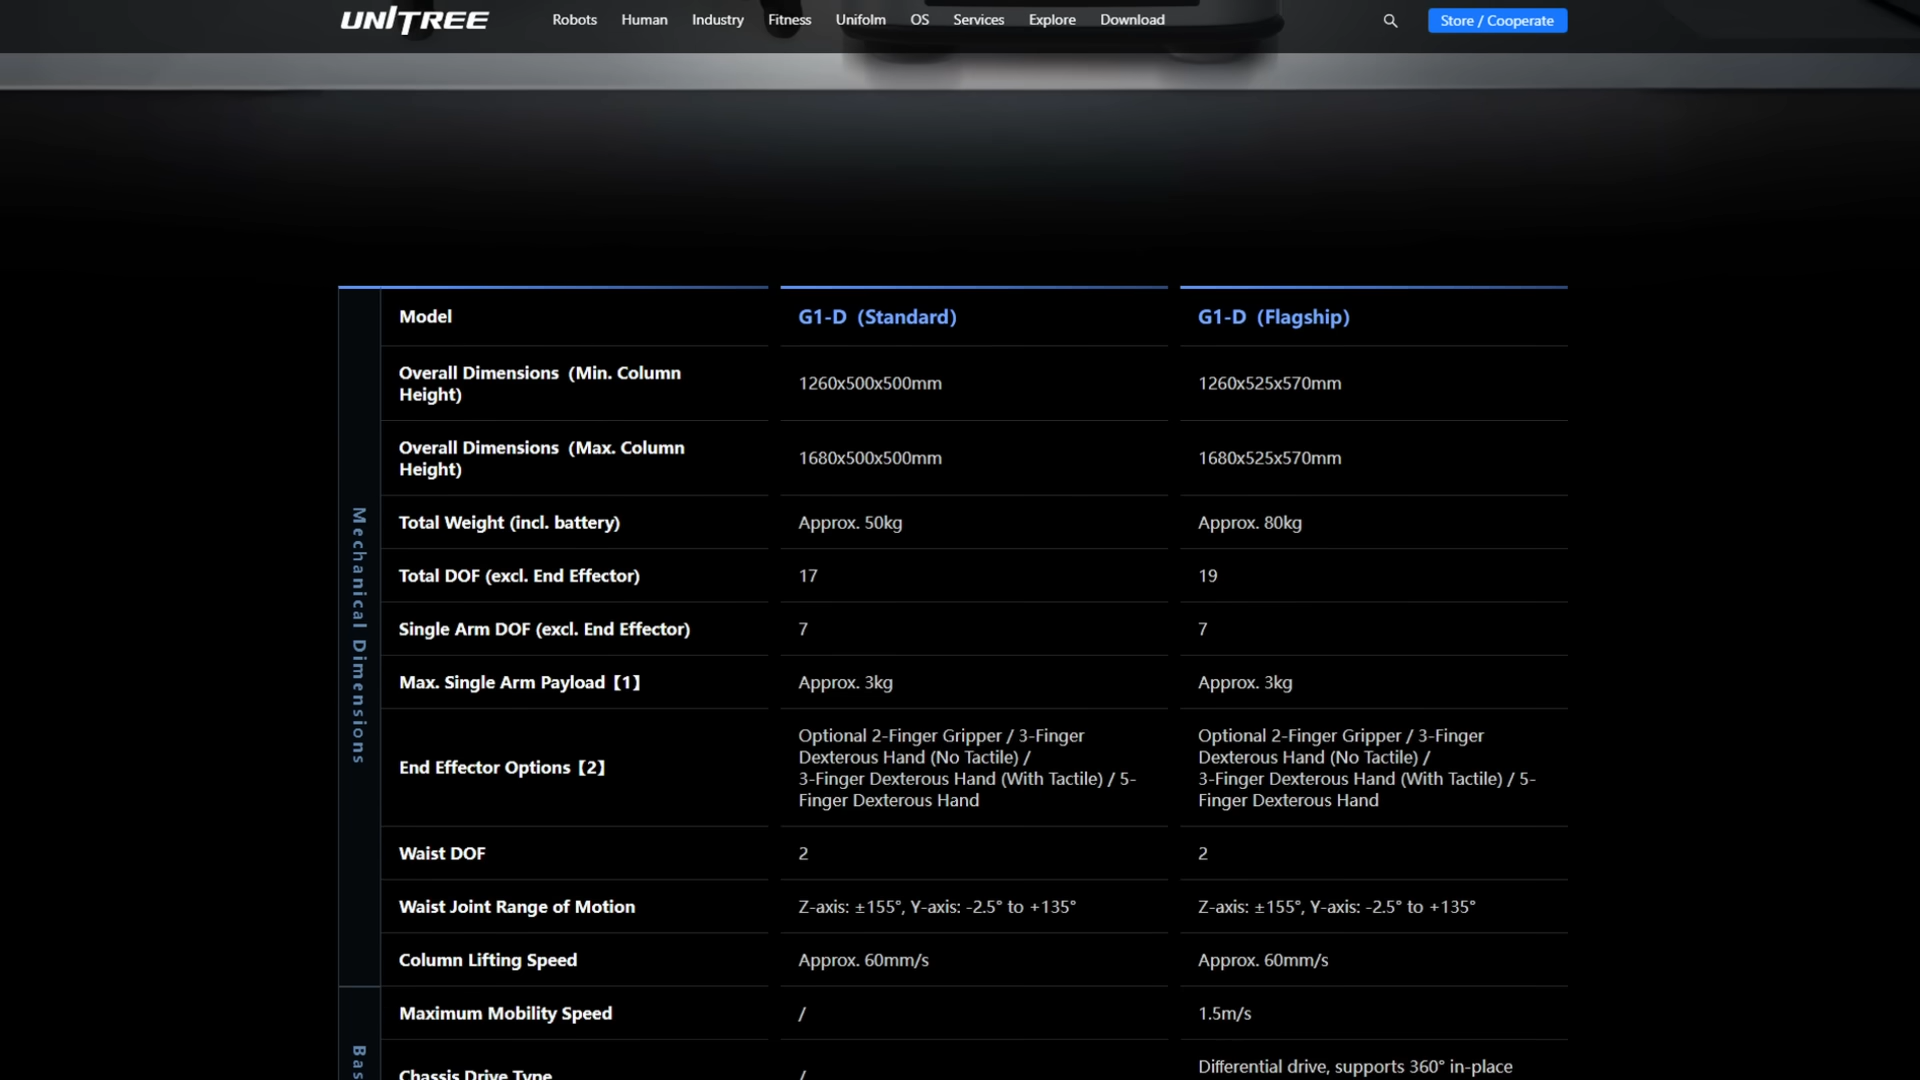 UNITREE
Robots Human Industry Fitness Unifolm OS Services Explore Download
Store / Cooperate
Mechanical Dimensions
Model G1-D (Standard) G1-D (Flagship)
Overall Dimensions (Min. Column
Height)
1260x500x500mm 1260x525x570mm
Overall Dimensions (Max. Column
Height)
1680x500x500mm 1680x525x570mm
Total Weight (incl. battery) Approx. 50kg Approx. 80kg
Total DOF (excl. End Effector) 17 19
Single Arm DOF (excl. End Effector) 7 7
Max. Single Arm Payload【1】 Approx. 3kg Approx. 3kg
End Effector Options【2】
Optional 2-Finger Gripper / 3-Finger
Dexterous Hand (No Tactile) /
3-Finger Dexterous Hand (With Tactile) / 5-
Finger Dexterous Hand
Optional 2-Finger Gripper / 3-Finger
Dexterous Hand (No Tactile) /
3-Finger Dexterous Hand (With Tactile) / 5-
Finger Dexterous Hand
Waist DOF 2 2
Waist Joint Range of Motion Z-axis: ±155°, Y-axis: -2.5° to +135° Z-axis: ±155°, Y-axis: -2.5° to +135°
Column Lifting Speed Approx. 60mm/s Approx. 60mm/s
Bas
Maximum Mobility Speed / 1.5m/s
Chassis Drive Type / Differential drive, supports 360° in-place